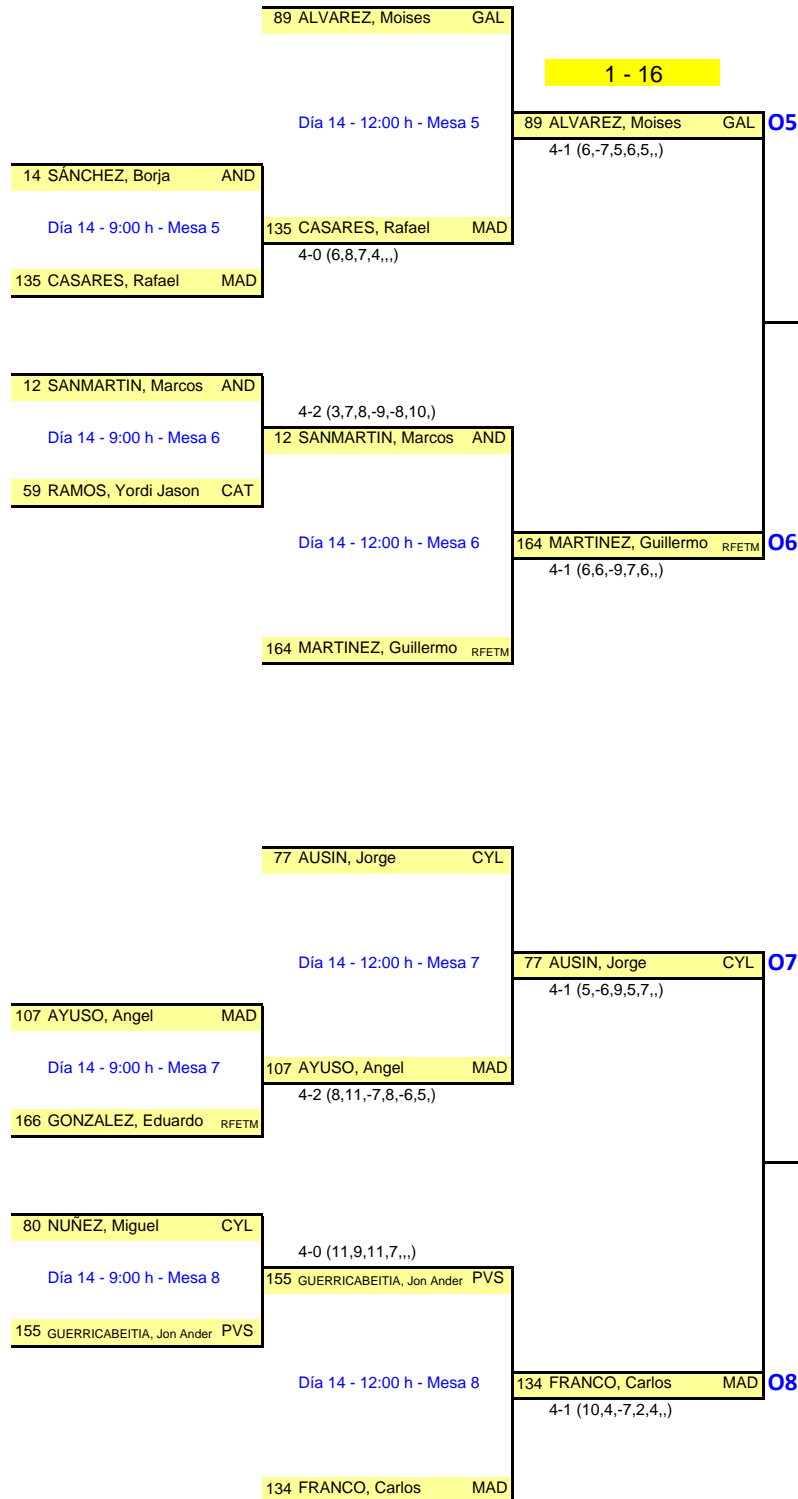 89 ALVAREZ, Moises GAL
1 - 16
Día 14 - 12:00 h - Mesa 5
89 ALVAREZ, Moises GAL O5
4-1 (6,-7,5,6,5,,)
14 SÁNCHEZ, Borja AND
Día 14 - 9:00 h - Mesa 5
135 CASARES, Rafael MAD
4-0 (6,8,7,4,,,)
135 CASARES, Rafael MAD
12 SANMARTIN, Marcos AND
4-2 (3,7,8,-9,-8,10,)
Día 14 - 9:00 h - Mesa 6
12 SANMARTIN, Marcos AND
59 RAMOS, Yordi Jason CAT
Día 14 - 12:00 h - Mesa 6
164 MARTINEZ, Guillermo RFETM O6
4-1 (6,6,-9,7,6,,)
164 MARTINEZ, Guillermo RFETM
77 AUSIN, Jorge CYL
Día 14 - 12:00 h - Mesa 7
77 AUSIN, Jorge CYL O7
4-1 (5,-6,9,5,7,,)
107 AYUSO, Angel MAD
Día 14 - 9:00 h - Mesa 7
107 AYUSO, Angel MAD
4-2 (8,11,-7,8,-6,5,)
166 GONZALEZ, Eduardo RFETM
80 NUÑEZ, Miguel CYL
4-0 (11,9,11,7,,,)
Día 14 - 9:00 h - Mesa 8
155 GUERRICABEITIA, Jon Ander PVS
155 GUERRICABEITIA, Jon Ander PVS
Día 14 - 12:00 h - Mesa 8
134 FRANCO, Carlos MAD O8
4-1 (10,4,-7,2,4,,)
134 FRANCO, Carlos MAD